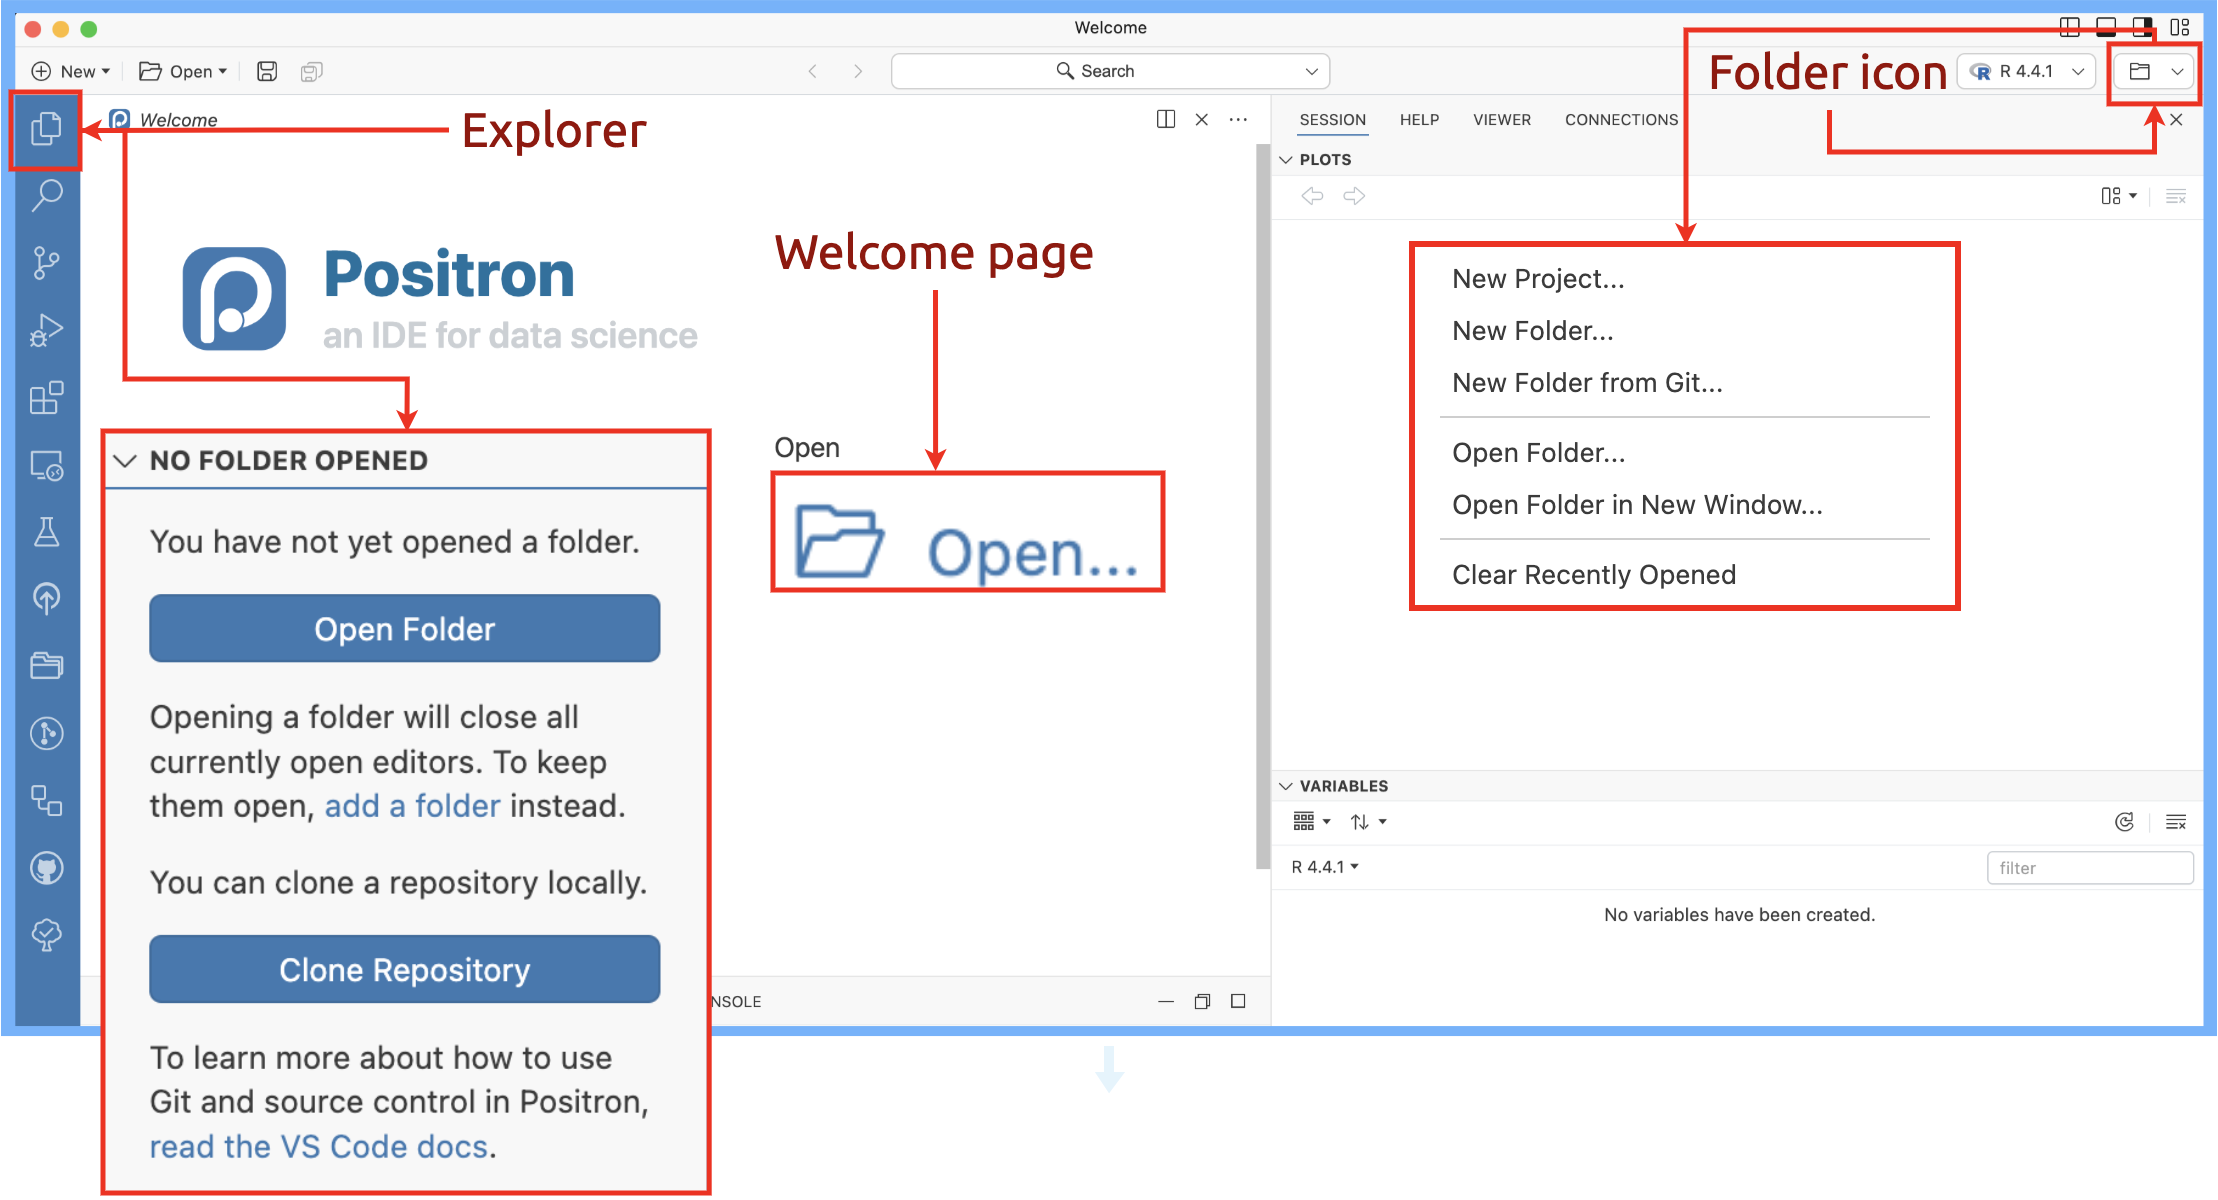 Welcome
New
Open
Search
Folder icon
R 4.4.1
Welcome
Explorer
SESSION HELP VIEWER CONNECTIONS
PLOTS
Positron
an IDE for data science
Welcome page
New Project...
New Folder...
New Folder from Git...
Open Folder...
Open Folder in New Window...
Clear Recently Opened
Open
Open...
NO FOLDER OPENED
You have not yet opened a folder.
Open Folder
Opening a folder will close all
currently open editors. To keep
them open, add a folder instead.
You can clone a repository locally.
Clone Repository
To learn more about how to use
Git and source control in Positron,
read the VS Code docs.
NSOLE
VARIABLES
R 4.4.1
filter
No variables have been created.